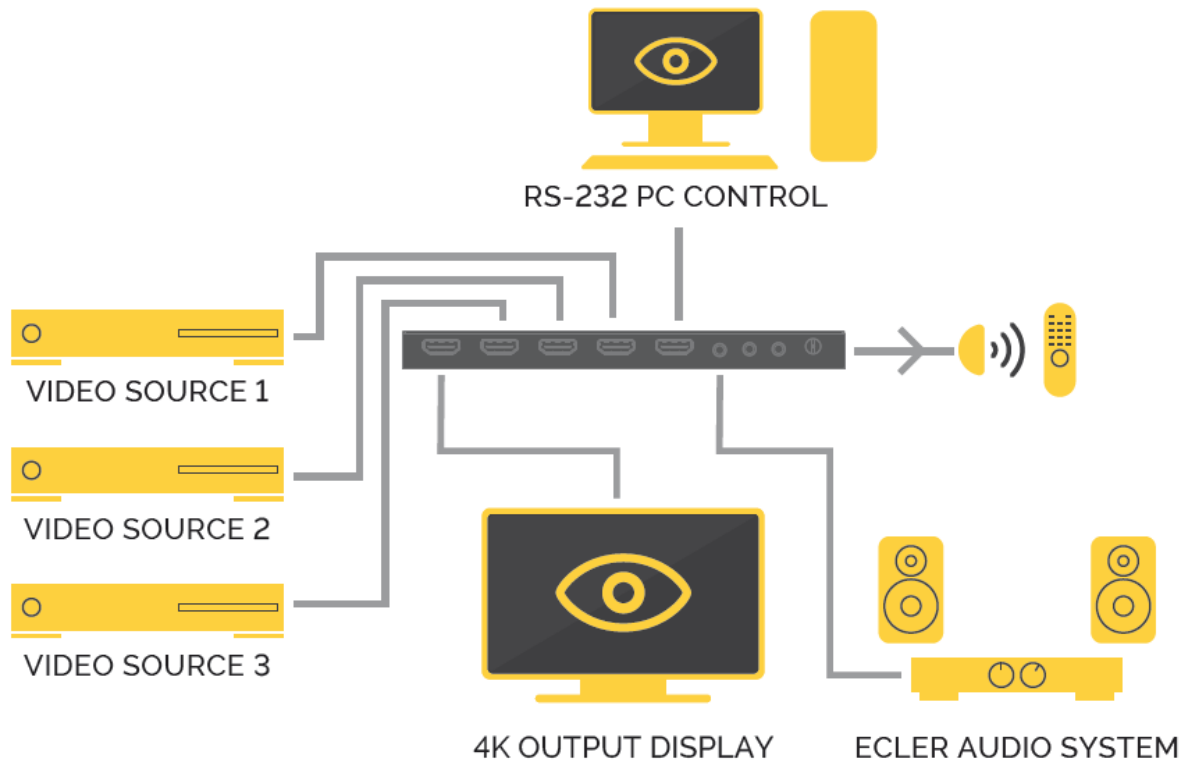 RS-232 PC CONTROL
VIDEO SOURCE 1
VIDEO SOURCE 2
VIDEO SOURCE 3
4K OUTPUT DISPLAY
ECLER AUDIO SYSTEM